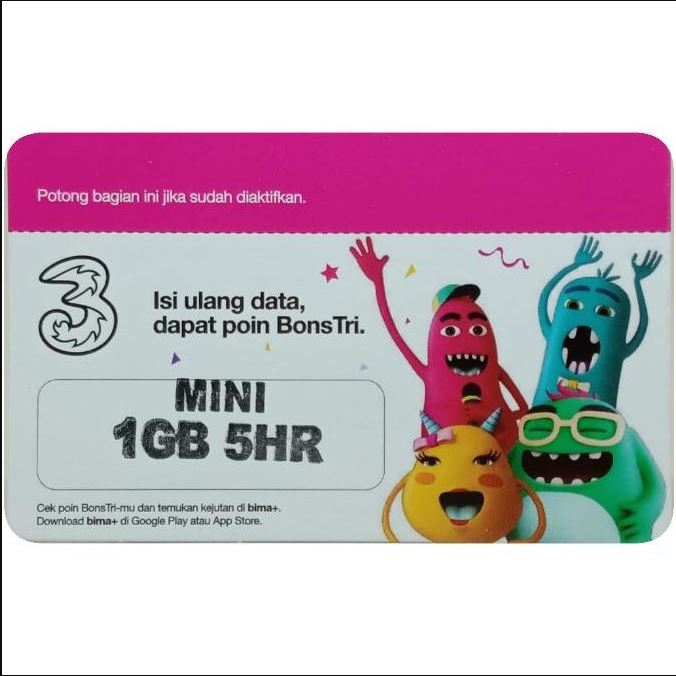 Potong bagian ini jika sudah diaktifkan.
3
Isi ulang data,
dapat poin BonsTri.
MINI
1GB 5HR
Cek poin BonsTri-mu dan temukan kejutan di bima+.
Download bima+ di Google Play atau App Store.